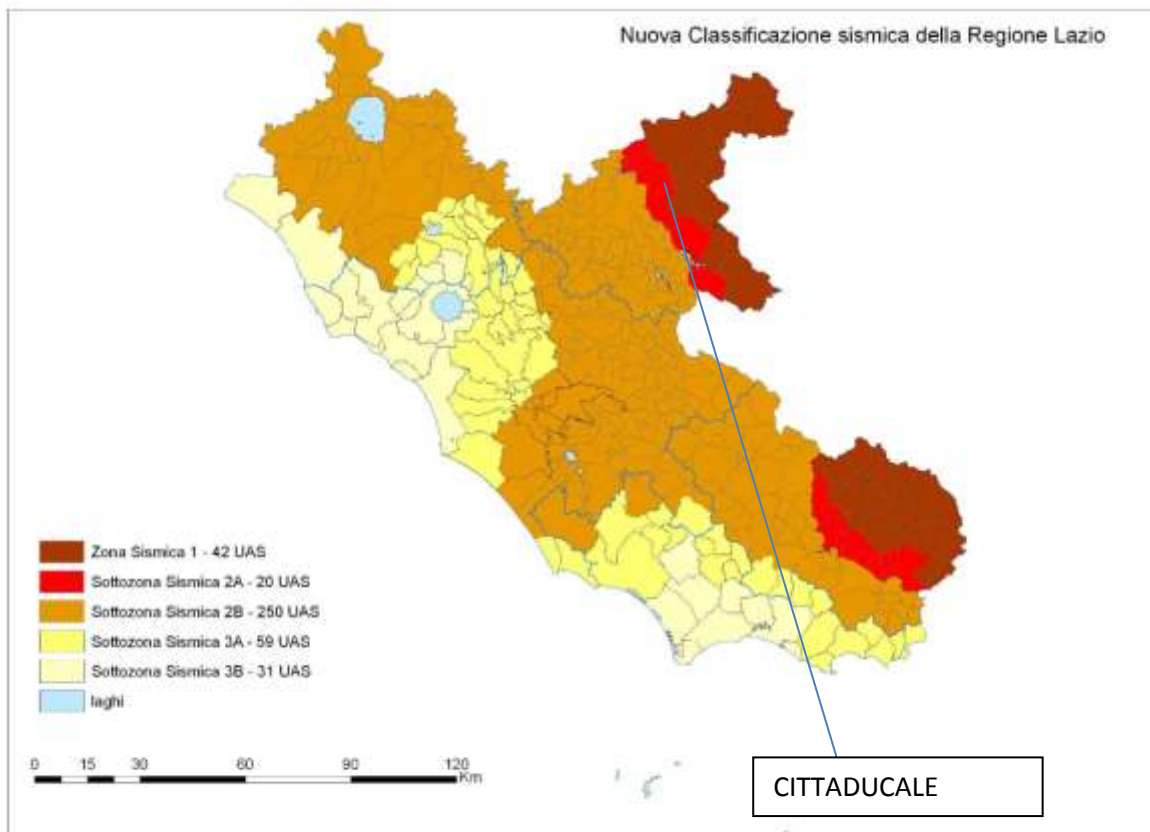 Nuova Classificazione sismica della Regione Lazio
Zona Sismica 1 - 42 UAS
Sottozona Sismica 2A - 20 UAS
Sottozona Sismica 2B - 250 UAS
Sottozona Sismica 3A - 59 UAS
Sottozona Sismica 3B - 31 UAS
laghi
0 15 30 60 90 120
Km
CITTADUCALE